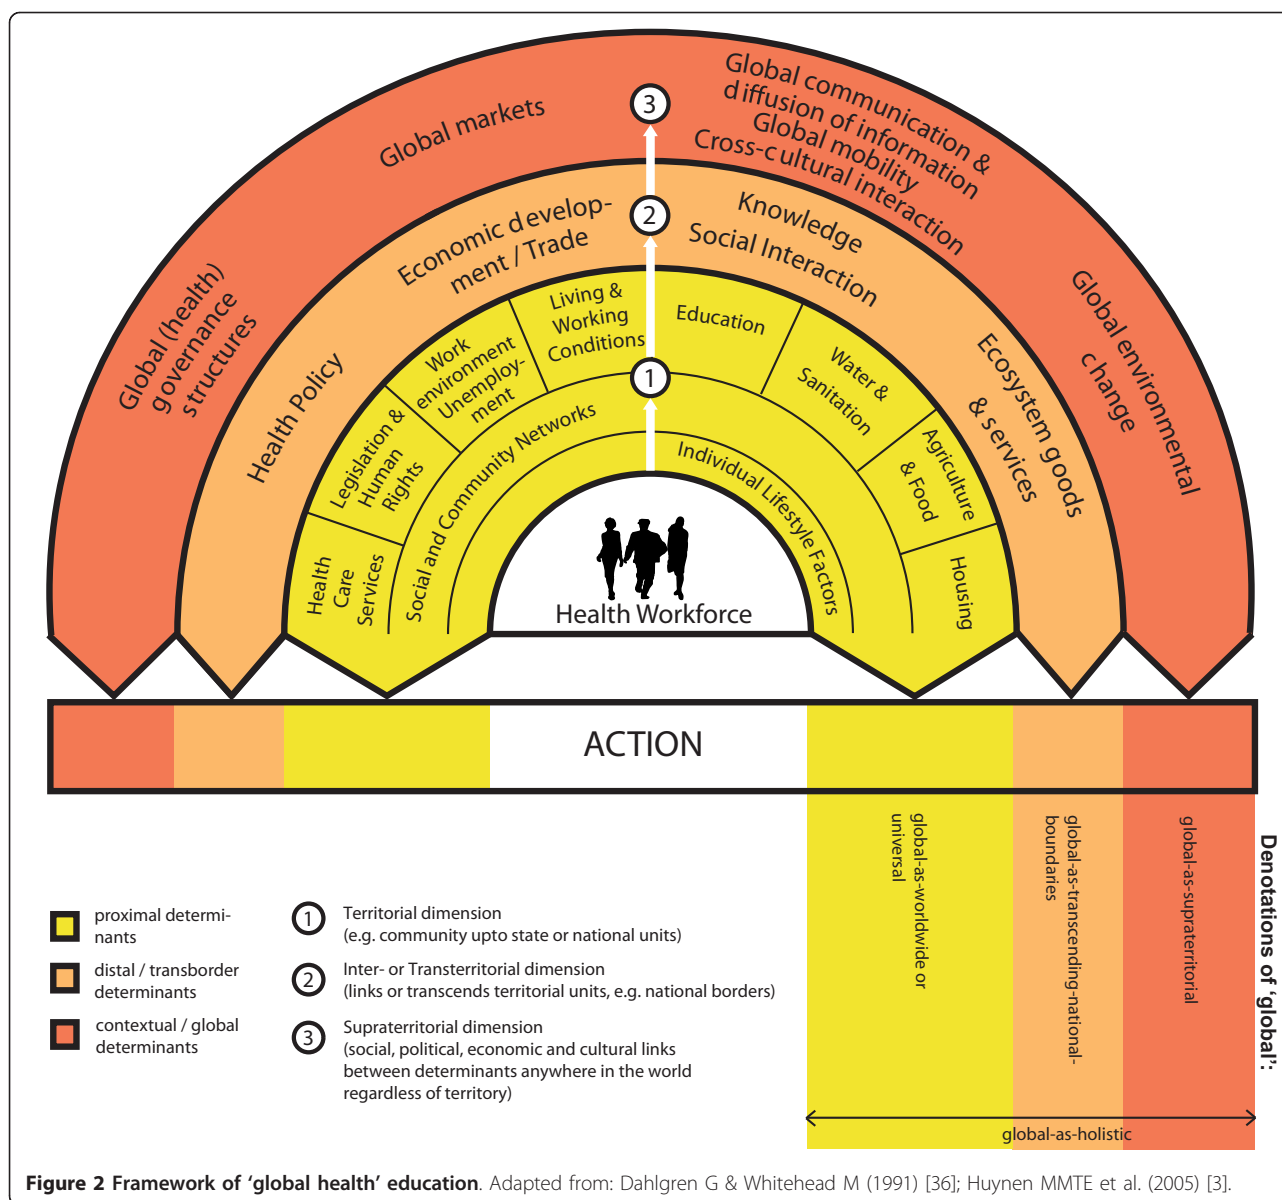 Global markets
Global communication &
diffusion of information
Global mobility
Cross-cultural interaction
Global (health)
governance
structures
Global environmental
change
3
Economic develop-
ment / Trade
Knowledge
Social Interaction
Health Policy
Ecosystem goods
& services
2
Health
Care
Services
Legislation &
Human
Rights
Work
environment
Unemploy-
ment
Living &
Working
Conditions
Education
Water &
Sanitation
Agriculture
& Food
Housing
1
Social and Community Networks
Individual Lifestyle Factors
Health Workforce
ACTION
global-as-worldwide or
universal
global-as-transcending-national-
boundaries
global-as-supraterritorial
Denotations of 'global':
global-as-holistic
proximal determi-
nants
distal / transborder
determinants
contextual / global
determinants
1 Territorial dimension
(e.g. community upto state or national units)
2 Inter- or Transterritorial dimension
(links or transcends territorial units, e.g. national borders)
3 Supraterritorial dimension
(social, political, economic and cultural links
between determinants anywhere in the world
regardless of territory)
Figure 2 Framework of 'global health' education. Adapted from: Dahlgren G & Whitehead M (1991) [36]; Huynen MMTE et al. (2005) [3].